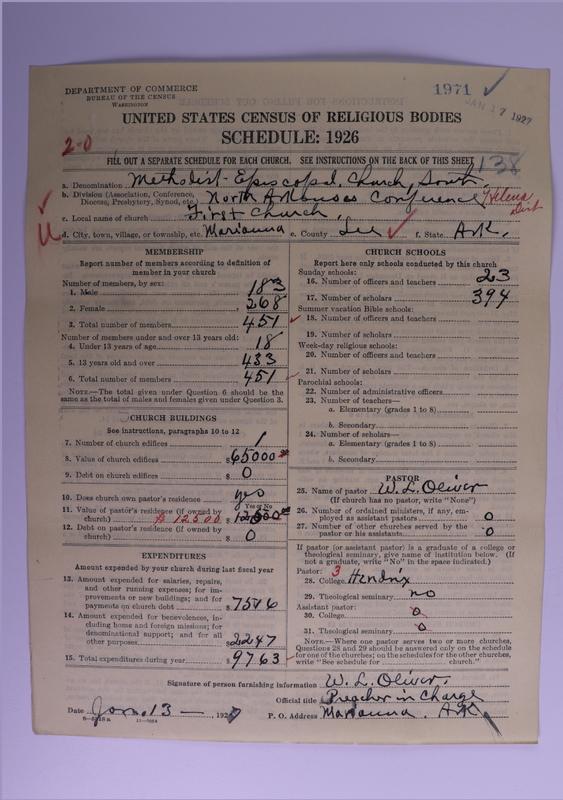 DEPARTMENT OF COMMERCE
BUREAU OF THE CENSUS
WASHINGTON
1971 ✓
JAN 17 1927
UNITED STATES CENSUS OF RELIGIOUS BODIES
SCHEDULE: 1926
2-0
138
FILL OUT A SEPARATE SCHEDULE FOR EACH CHURCH. SEE INSTRUCTIONS ON THE BACK OF THIS SHEET
a. Denomination Methodist-Episcopal, Church, South
b. Division (Association, Conference, Diocese, Presbytery, Synod, etc.) North Arkansas Conference / Helena Dist
c. Local name of church First Church,
d. City, town, village, or township, etc. Marianna e. County Lee f. State Ark,
MEMBERSHIP
Report number of members according to definition of
member in your church
Number of members, by sex:
1. Male 183
2. Female 268
3. Total number of members 451
Number of members under and over 13 years old:
4. Under 13 years of age 18
5. 13 years old and over 433
6. Total number of members 451
NOTE.—The total given under Question 6 should be the
same as the total of males and females given under Question 3.
CHURCH BUILDINGS
See instructions, paragraphs 10 to 12
7. Number of church edifices 1
8. Value of church edifices $65000.00
9. Debt on church edifices $ 0
10. Does church own pastor's residence yes
Yes or No
11. Value of pastor's residence (if owned by
church) $ 12500 $12500.00
12. Debt on pastor's residence (if owned by
church) $ 0
EXPENDITURES
Amount expended by your church during last fiscal year
13. Amount expended for salaries, repairs,
and other running expenses; for im-
provements or new buildings; and for
payments on church debt $7516
14. Amount expended for benevolences, in-
cluding home and foreign missions; for
denominational support; and for all
other purposes $2247
15. Total expenditures during year $9763
CHURCH SCHOOLS
Report here only schools conducted by this church
Sunday schools:
16. Number of officers and teachers 23
17. Number of scholars 394
Summer vacation Bible schools:
18. Number of officers and teachers
19. Number of scholars
Week-day religious schools:
20. Number of officers and teachers
21. Number of scholars
Parochial schools:
22. Number of administrative officers
23. Number of teachers—
a. Elementary (grades 1 to 8)
b. Secondary
24. Number of scholars—
a. Elementary (grades 1 to 8)
b. Secondary
PASTOR
25. Name of pastor W. L. Oliver
(If church has no pastor, write "None")
26. Number of ordained ministers, if any, em-
ployed as assistant pastors 0
27. Number of other churches served by the
pastor or his assistants 0
If pastor (or assistant pastor) is a graduate of a college or
theological seminary, give name of institution below. (If
not a graduate, write "No" in the space indicated.)
Pastor: 3
28. College Hendrix
29. Theological seminary no
Assistant pastor:
30. College 0
31. Theological seminary 0
NOTE.—Where one pastor serves two or more churches,
Questions 28 and 29 should be answered only on the schedule
for one of the churches; on the schedules for the other churches,
write "See schedule for church."
Signature of person furnishing information W. L. Oliver.
Official title Preacher in Charge
Date Jan, 13 — , 1927 P. O. Address Marianna, Ark,